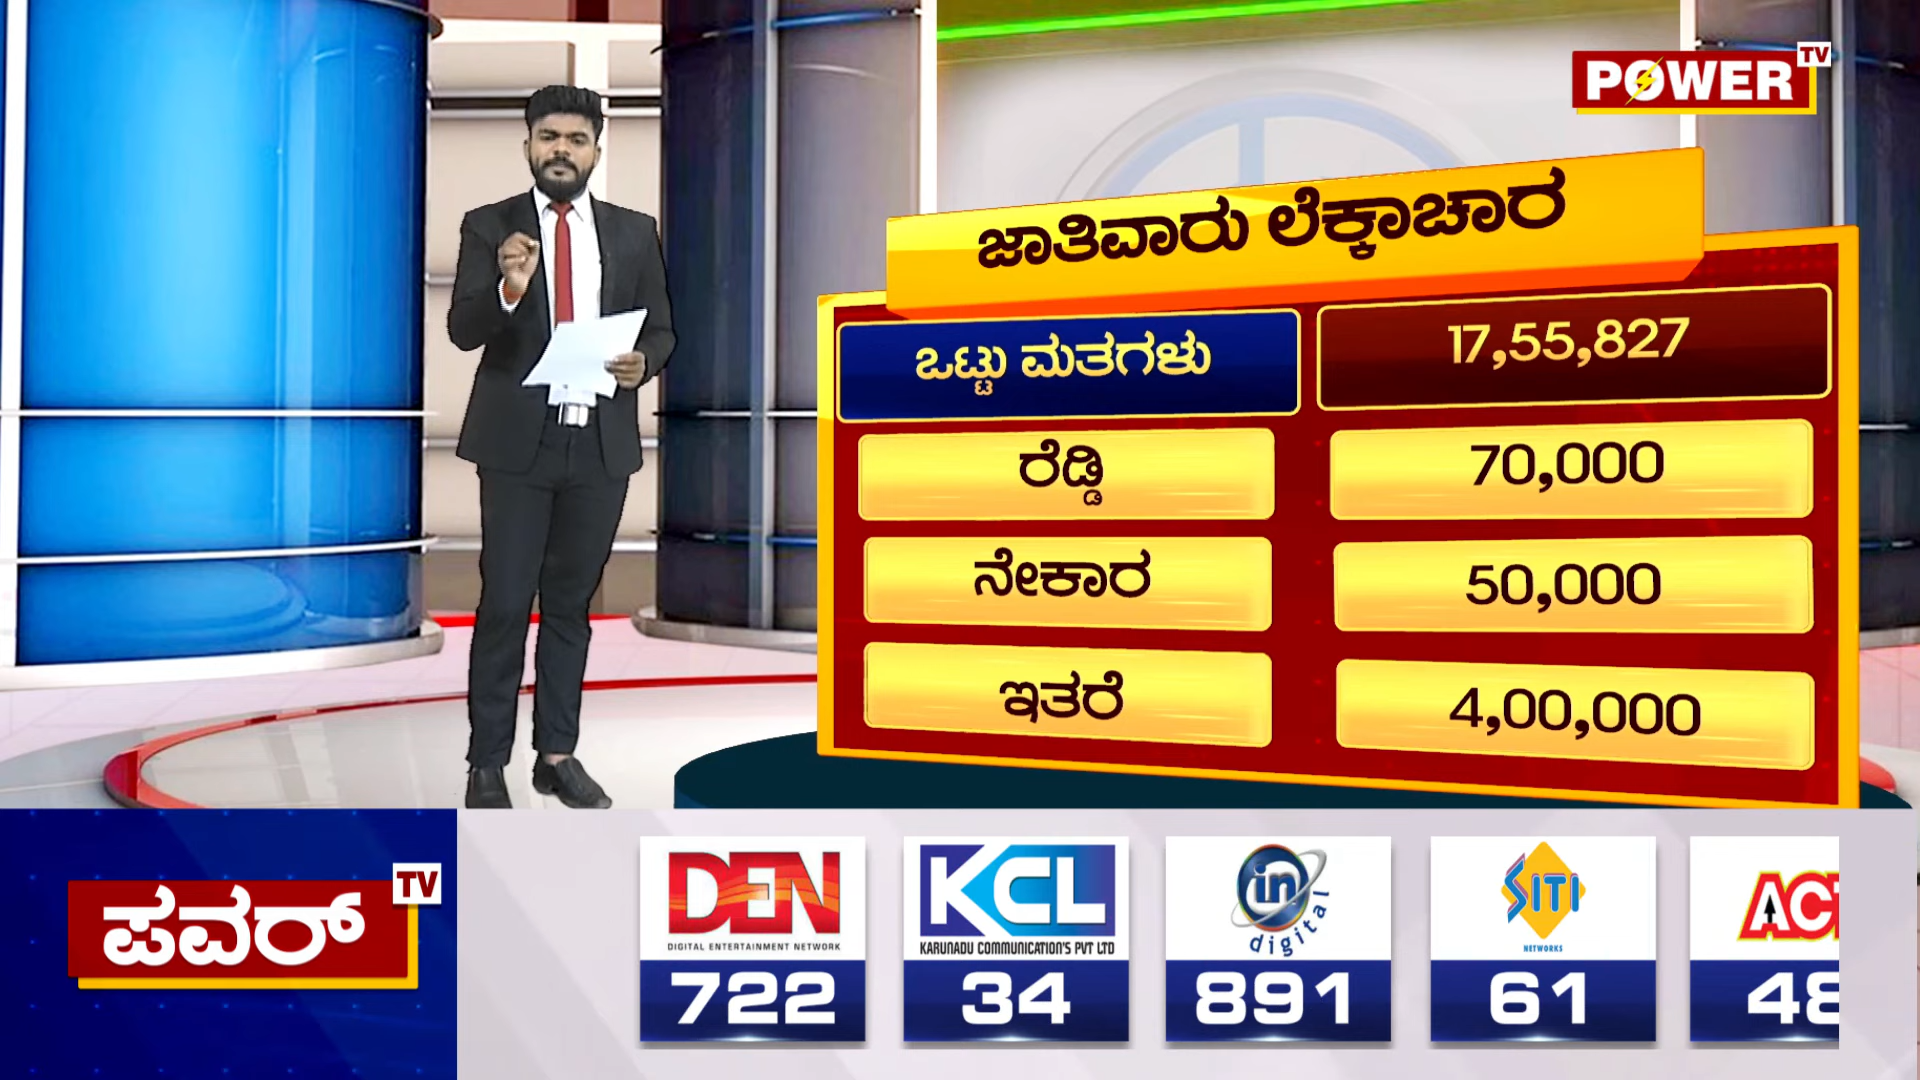 POWER TV
ಜಾತಿವಾರು ಲೆಕ್ಕಾಚಾರ
ಒಟ್ಟು ಮತಗಳು 17,55,827
ರೆಡ್ಡಿ 70,000
ನೇಕಾರ 50,000
ಇತರೆ 4,00,000
ಪವರ್ TV
DEN
DIGITAL ENTERTAINMENT NETWORK
722
KCL
KARUNADU COMMUNICATION'S PVT LTD
34
in digital
891
SITI
NETWORKS
61